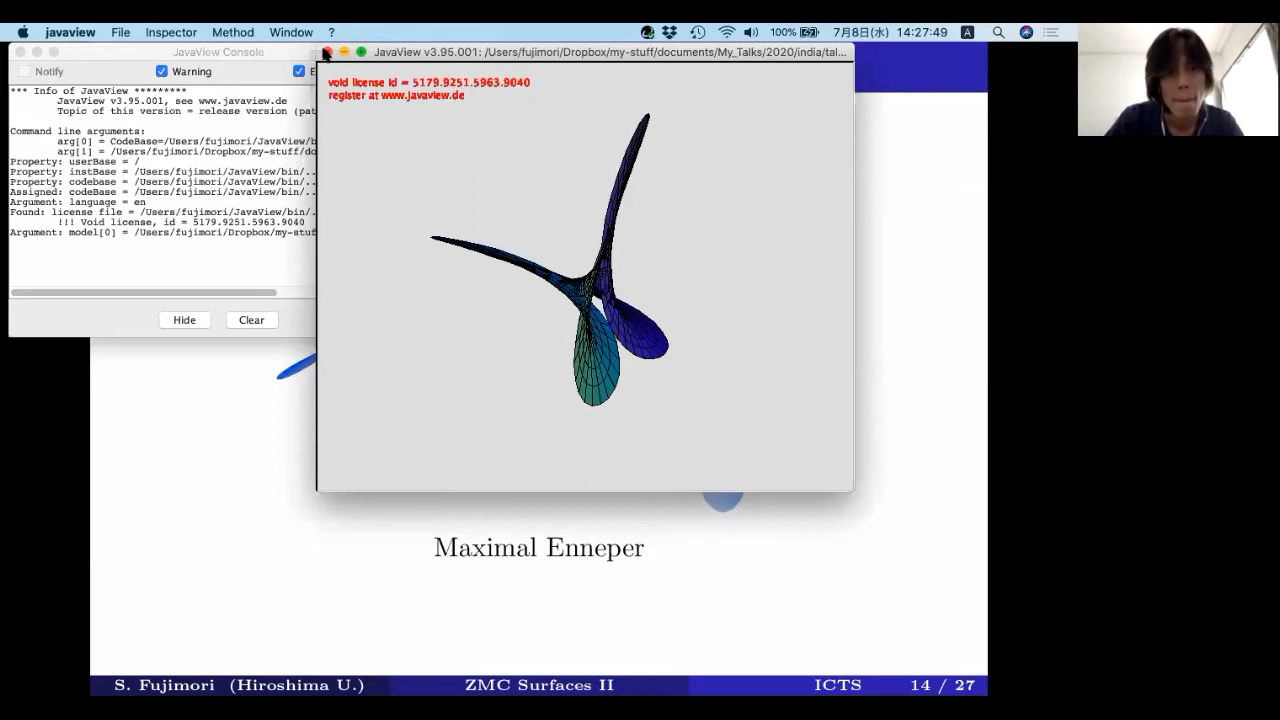 javaview File Inspector Method Window ? 100% 7月8日(水) 14:27:49 A
JavaView Console
JavaView v3.95.001: /Users/fujimori/Dropbox/my-stuff/documents/My_Talks/2020/india/tal...
Notify Warning E
*** Info of JavaView *********
JavaView v3.95.001, see www.javaview.de
Topic of this version = release version (pat
Command line arguments:
arg[0] = CodeBase=/Users/fujimori/JavaView/b
arg[1] = /Users/fujimori/Dropbox/my-stuff/do
Property: userBase = /
Property: instBase = /Users/fujimori/JavaView/bin/..
Property: codebase = /Users/fujimori/JavaView/bin/..
Assigned: codeBase = /Users/fujimori/JavaView/bin/..
Argument: language = en
Found: license file = /Users/fujimori/JavaView/bin/.
!!! Void license, id = 5179.9251.5963.9040
Argument: model[0] = /Users/fujimori/Dropbox/my-stuf
Hide Clear
void license id = 5179.9251.5963.9040
register at www.javaview.de
Maximal Enneper
S. Fujimori (Hiroshima U.) ZMC Surfaces II ICTS 14 / 27